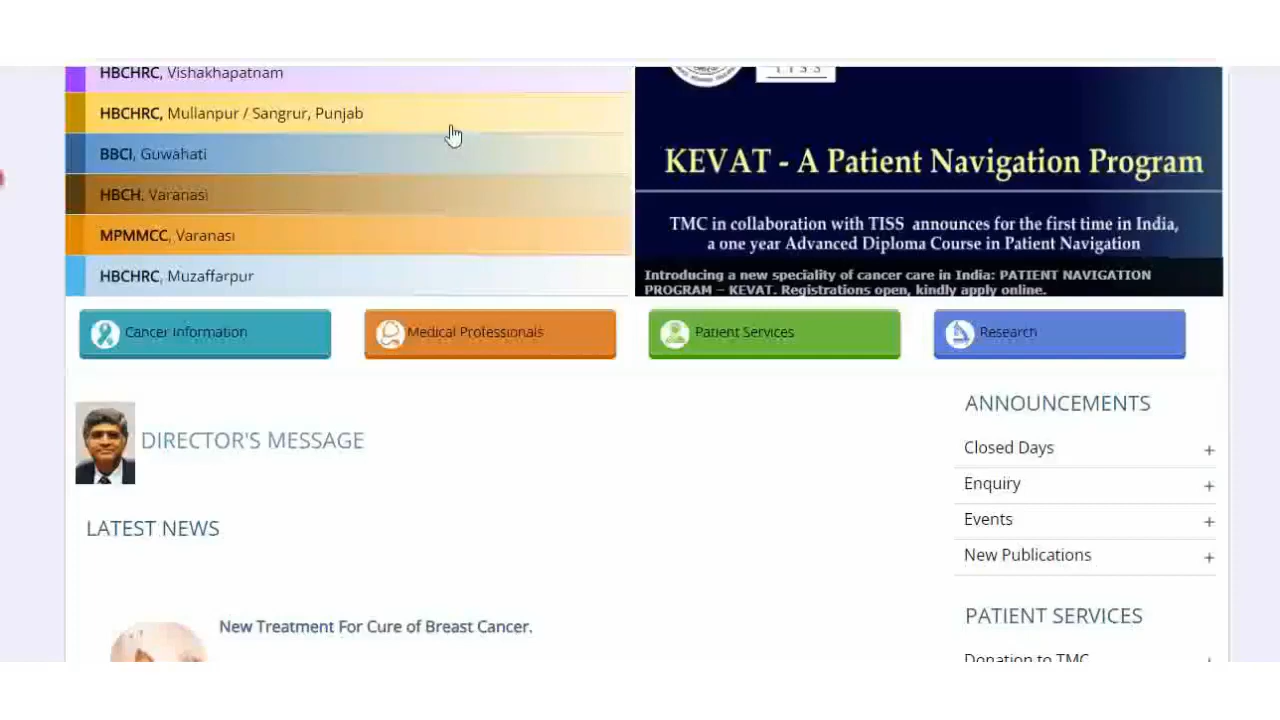 HBCHRC, Vishakhapatnam
HBCHRC, Mullanpur / Sangrur, Punjab
BBCI, Guwahati
HBCH, Varanasi
MPMMCC, Varanasi
HBCHRC, Muzaffarpur
TISS
KEVAT - A Patient Navigation Program
TMC in collaboration with TISS announces for the first time in India,
a one year Advanced Diploma Course in Patient Navigation
Introducing a new speciality of cancer care in India: PATIENT NAVIGATION
PROGRAM – KEVAT. Registrations open, kindly apply online.
Cancer Information
Medical Professionals
Patient Services
Research
DIRECTOR'S MESSAGE
LATEST NEWS
New Treatment For Cure of Breast Cancer.
ANNOUNCEMENTS
Closed Days +
Enquiry +
Events +
New Publications +
PATIENT SERVICES
Donation to TMC